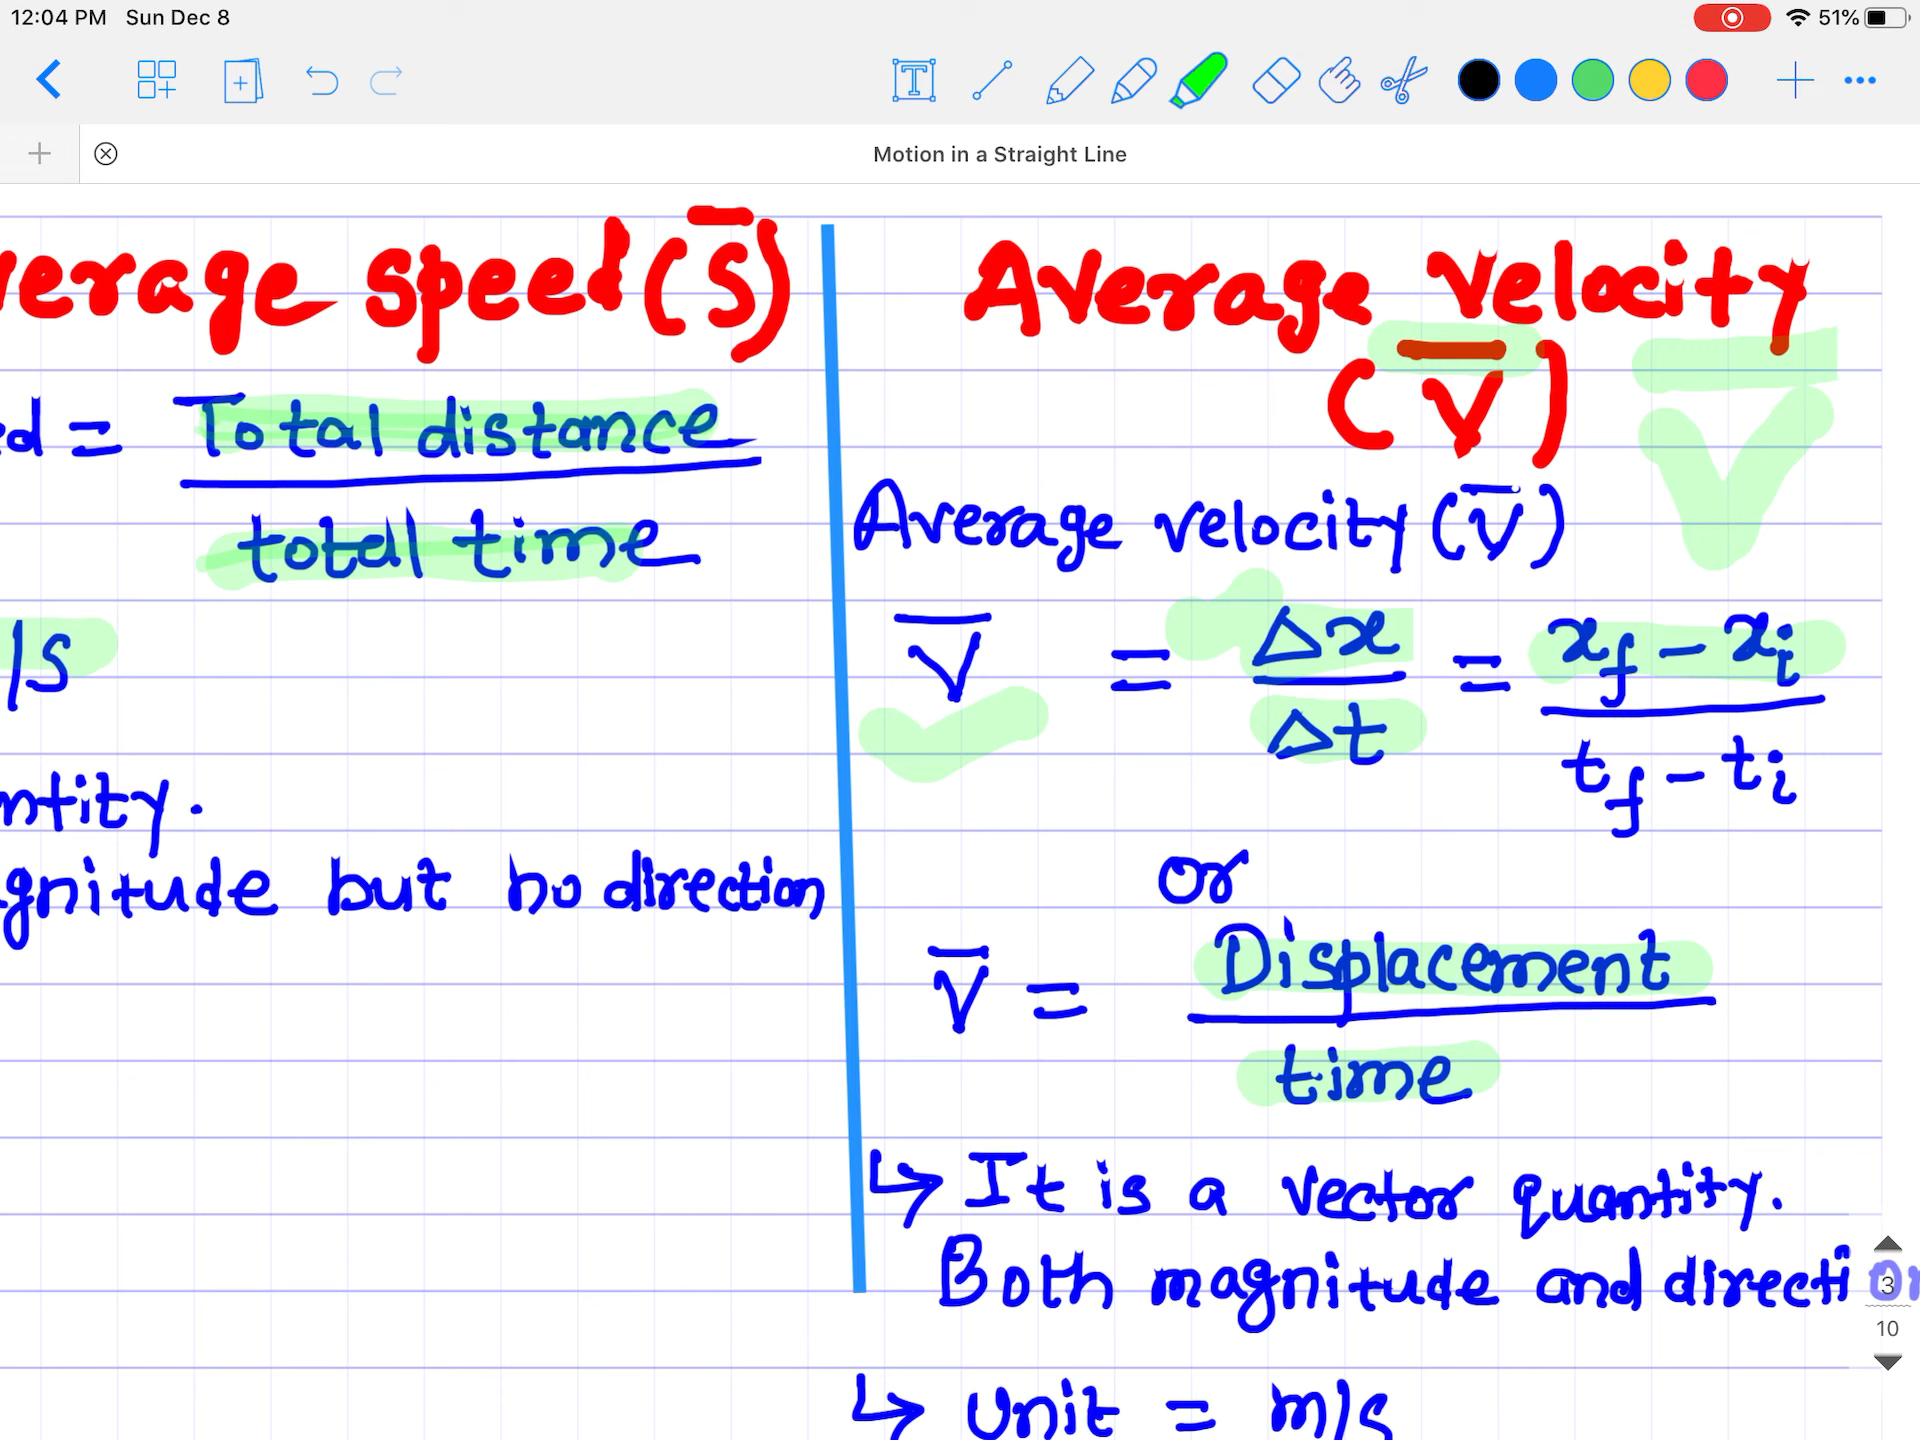 12:04 PM Sun Dec 8
51%
Motion in a Straight Line
erage speed (S̅)
d = Total distance
total time
/s
ntity.
gnitude but no direction
Average velocity
(V̅)
V̅
Average velocity (V̅)
V̅ = Δx = xf - xi
Δt tf - ti
or
V̅ = Displacement
time
↳ It is a vector quantity.
Both magnitude and direction
3
10
↳ Unit = m/s